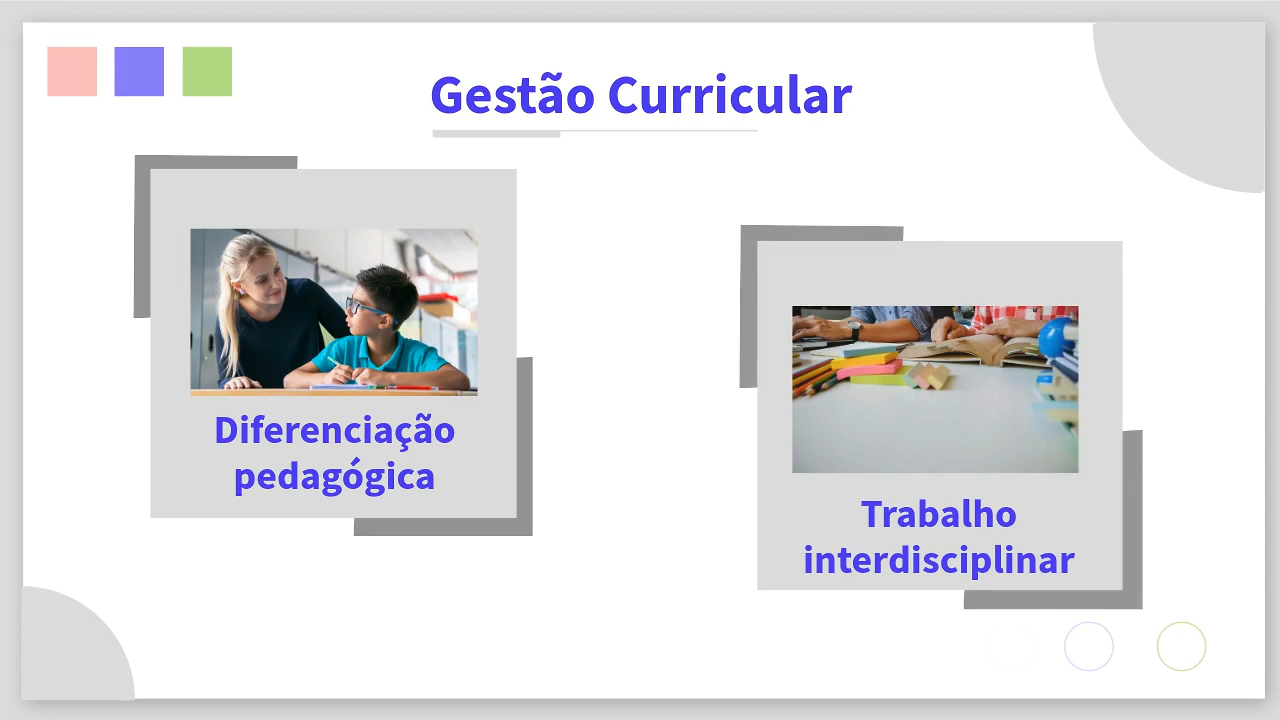 Gestão Curricular
Diferenciação
pedagógica
Trabalho
interdisciplinar